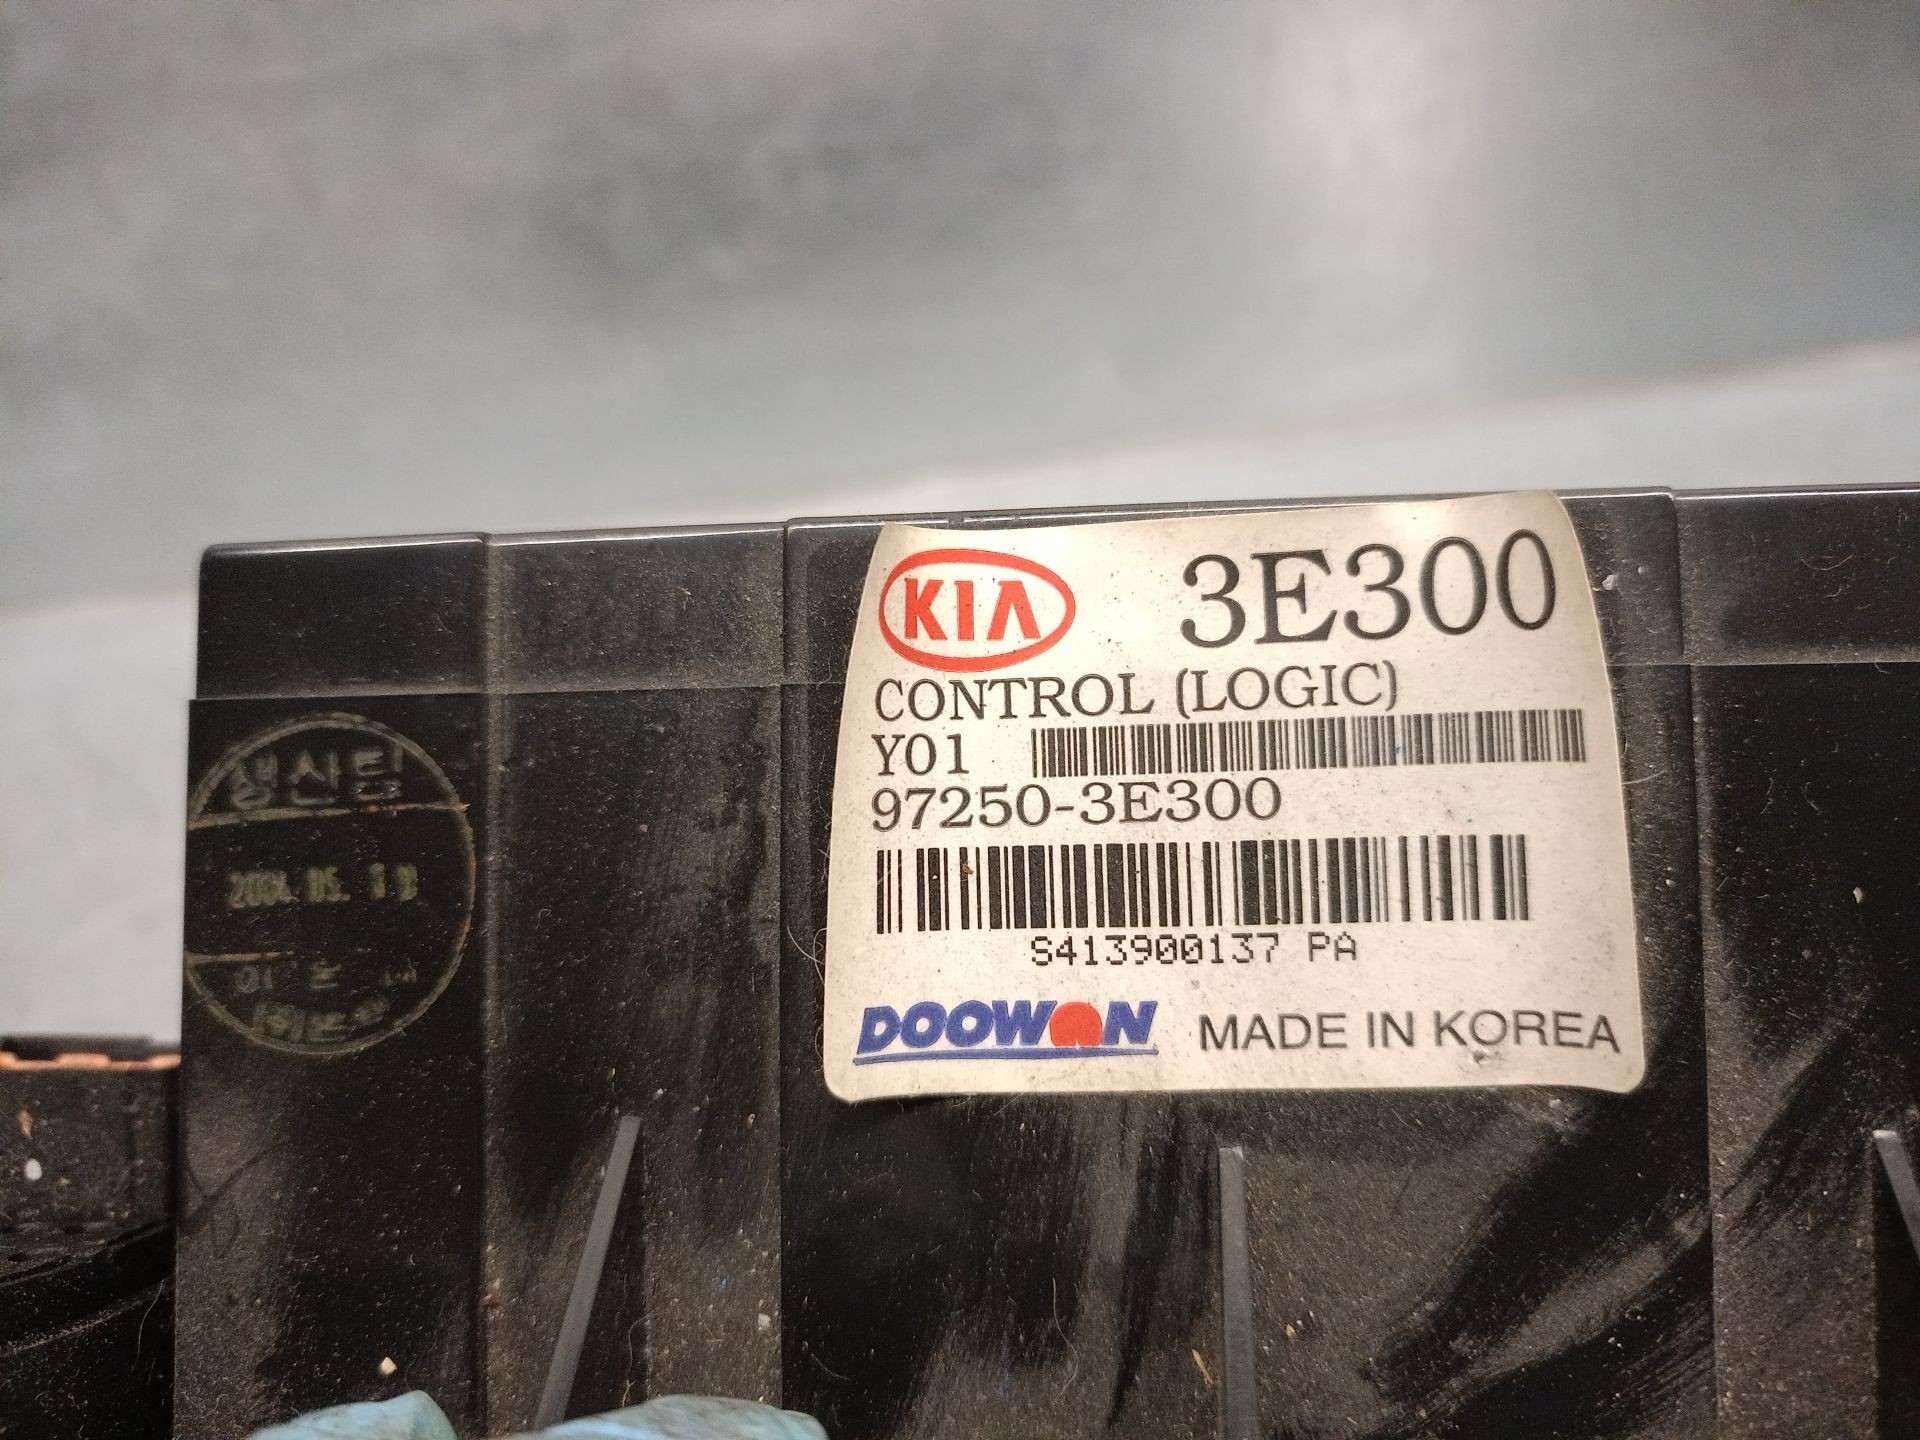 KIA 3E300
CONTROL (LOGIC)
Y01
97250-3E300
S413900137 PA
DOOWON MADE IN KOREA
생산팀